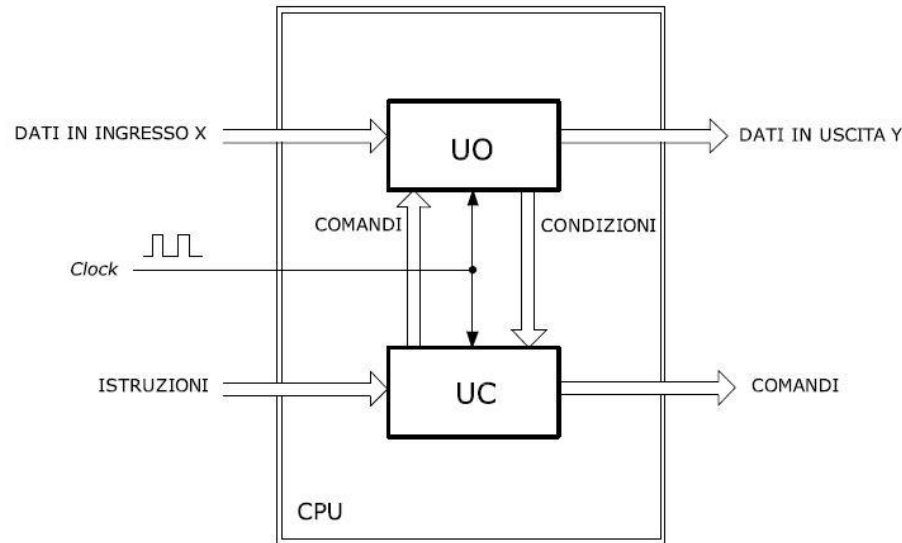 UO
DATI IN INGRESSO X
DATI IN USCITA Y
COMANDI
CONDIZIONI
Clock
ISTRUZIONI
UC
COMANDI
CPU